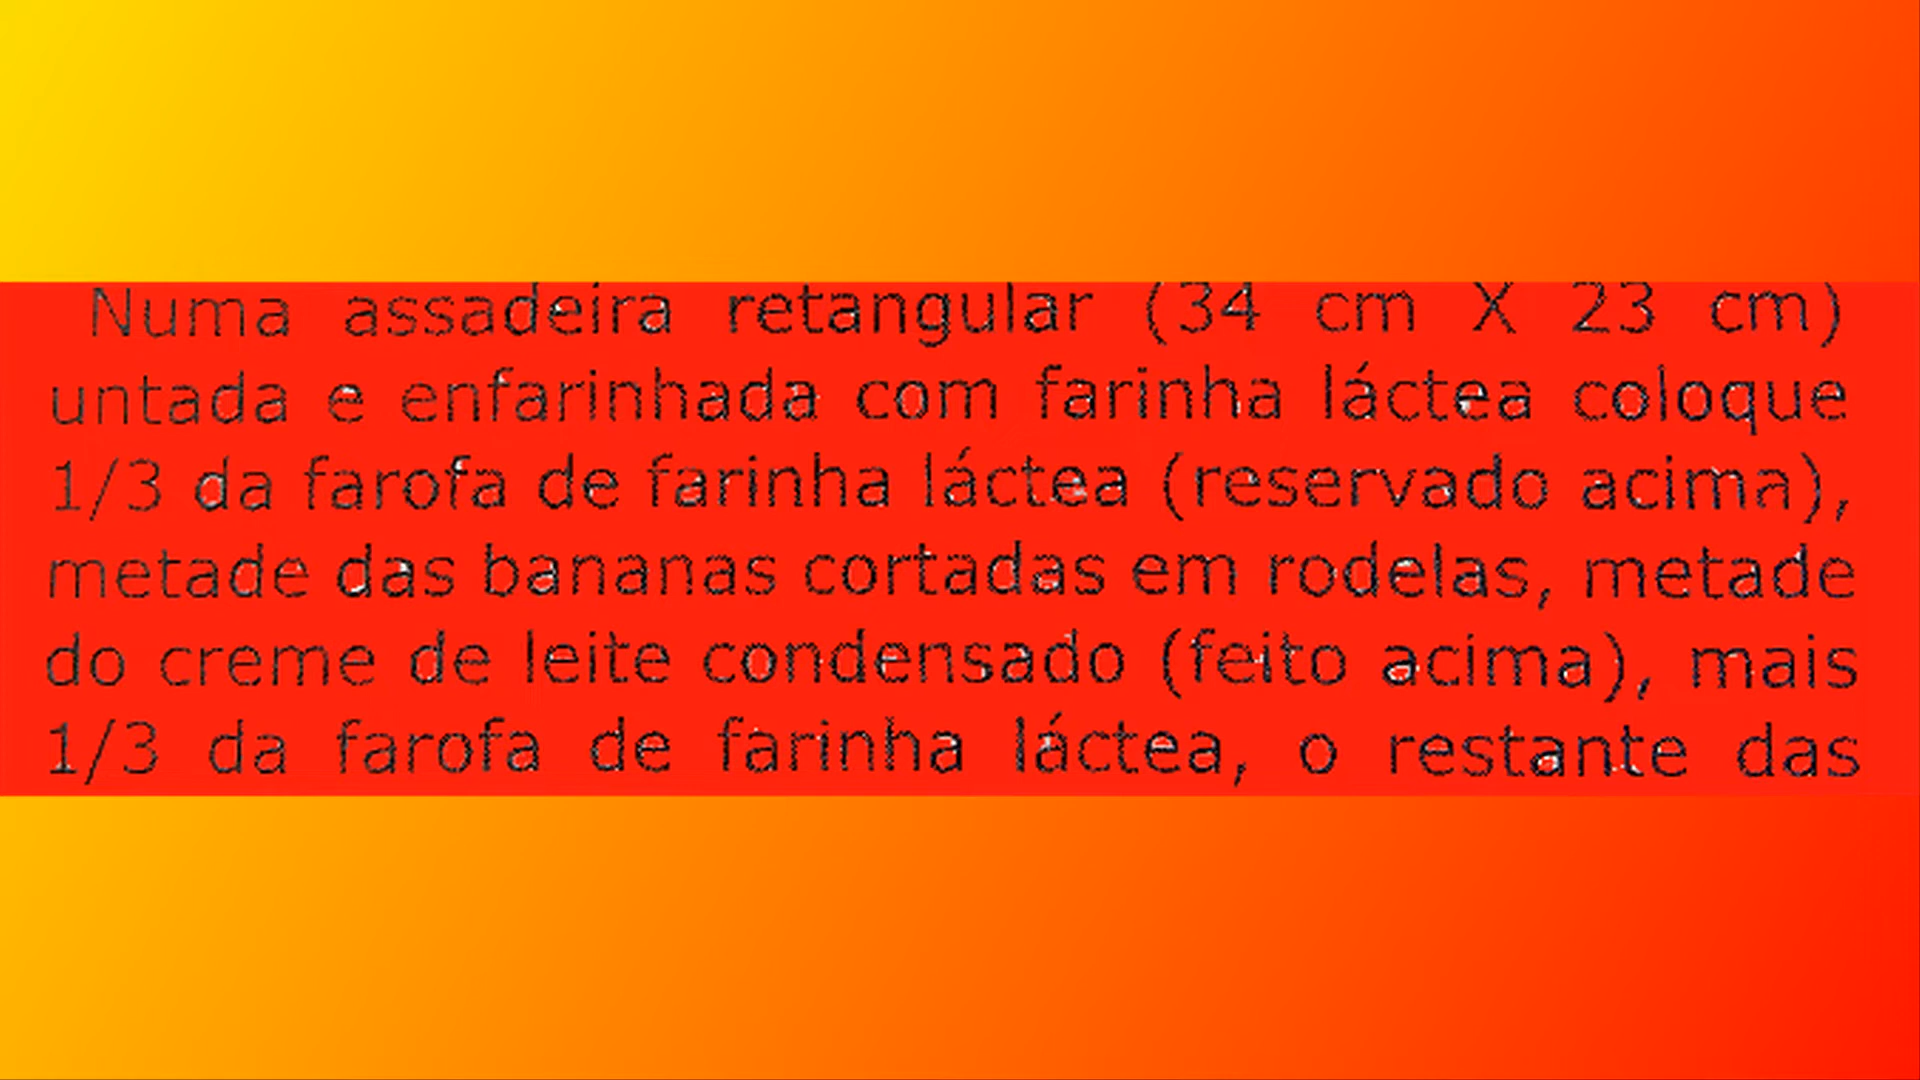 Numa assadeira retangular (34 cm X 23 cm)
untada e enfarinhada com farinha láctea coloque
1/3 da farofa de farinha láctea (reservado acima),
metade das bananas cortadas em rodelas, metade
do creme de leite condensado (feito acima), mais
1/3 da farofa de farinha láctea, o restante das